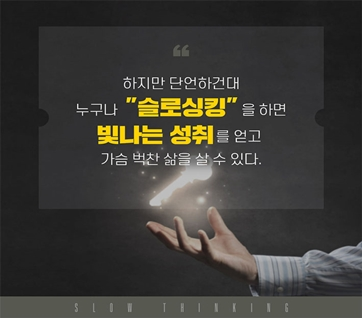 “
하지만 단언하건대
누구나 "슬로싱킹"을 하면
빛나는 성취를 얻고
가슴 벅찬 삶을 살 수 있다.
SLOW THINKING